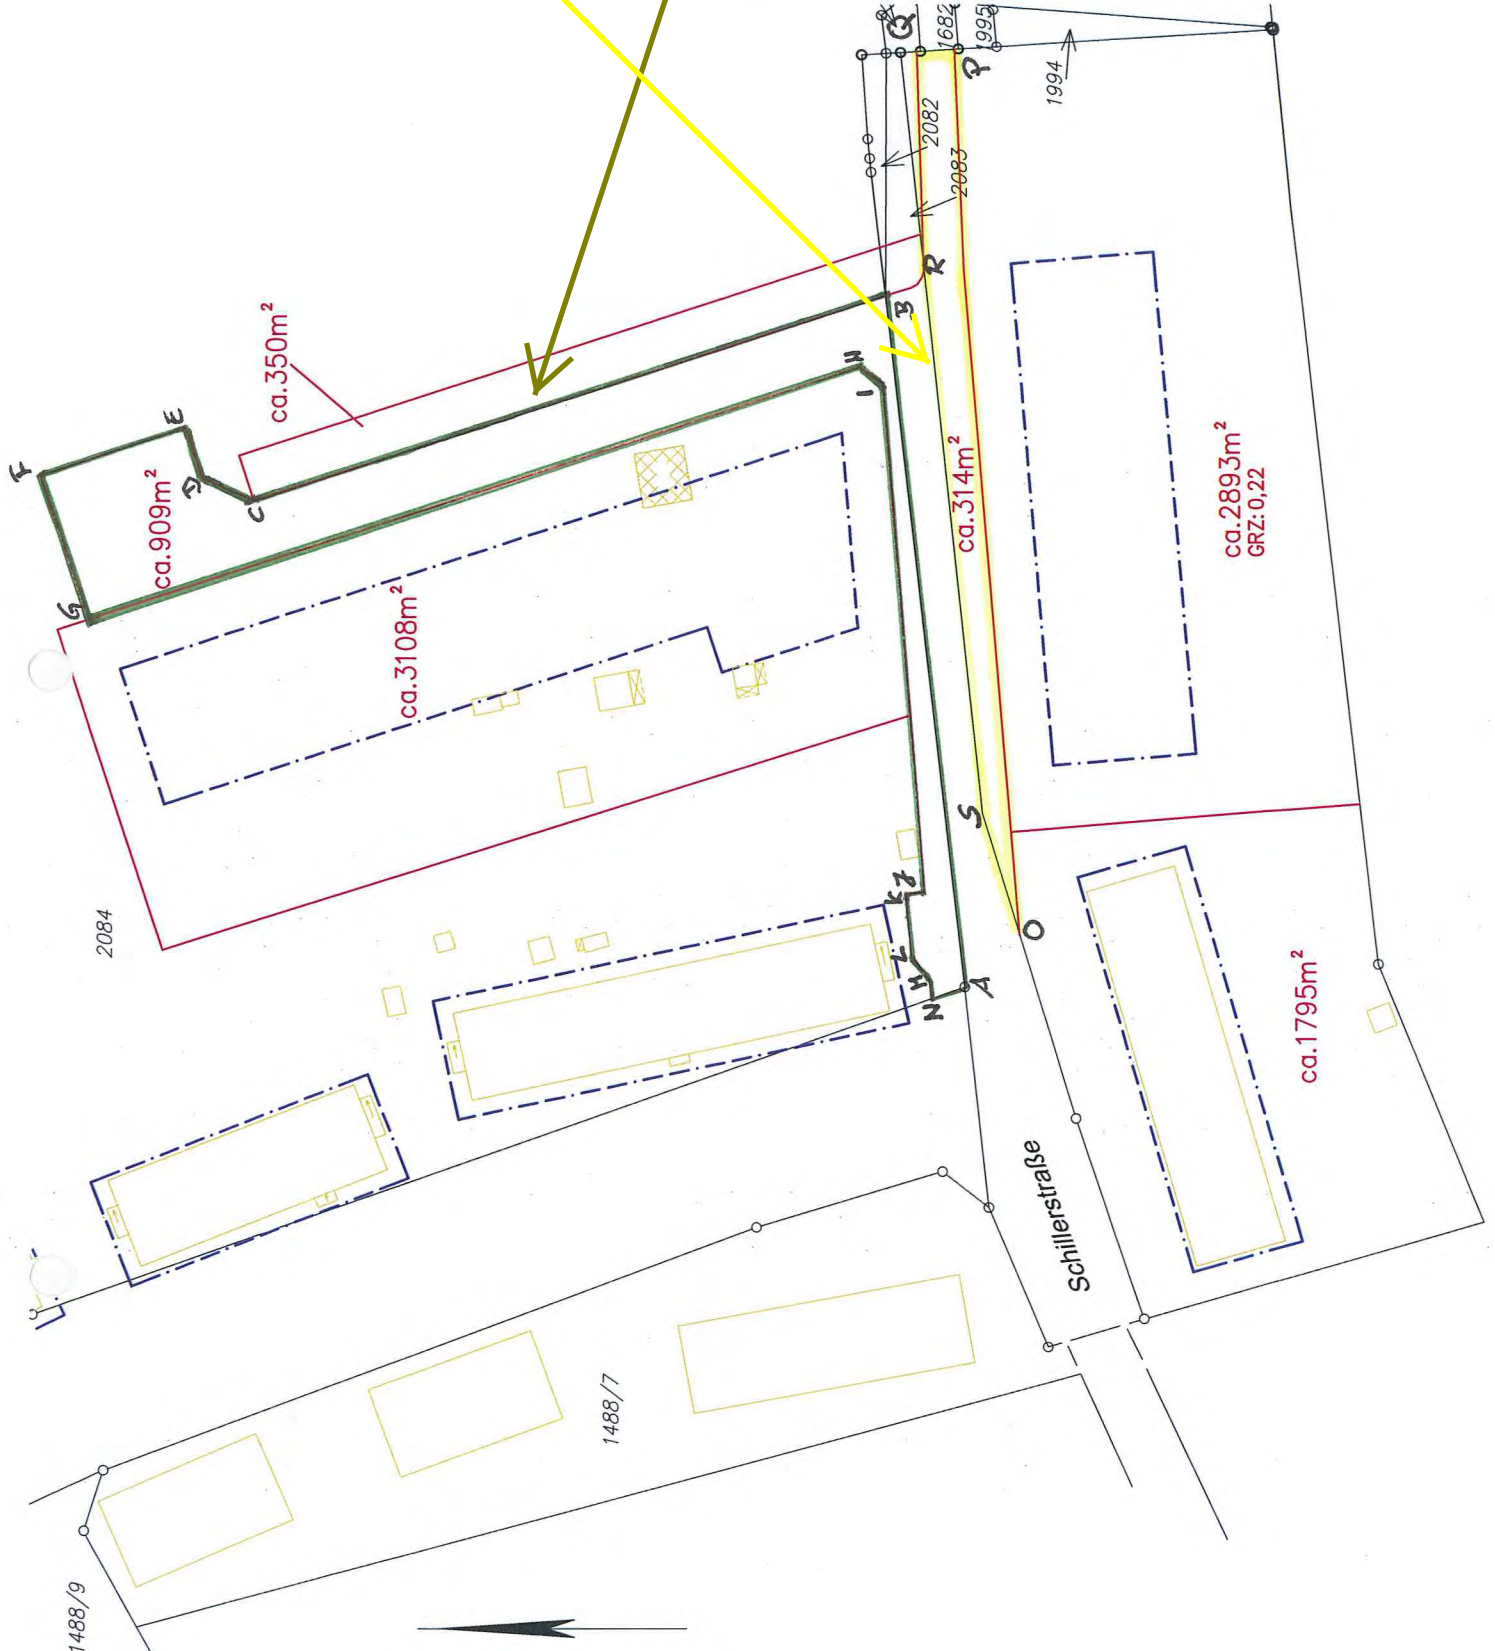 Q
1682
1995
P
1994
2082
2083
R
B
ca.350m²
H
I
E
F
D
C
ca.909m²
G
ca.3108m²
ca.314m²
ca.2893m²
GRZ: 0,22
S
O
2084
K
J
L
M
N
A
ca.1795m²
Schillerstraße
1488/7
1488/9